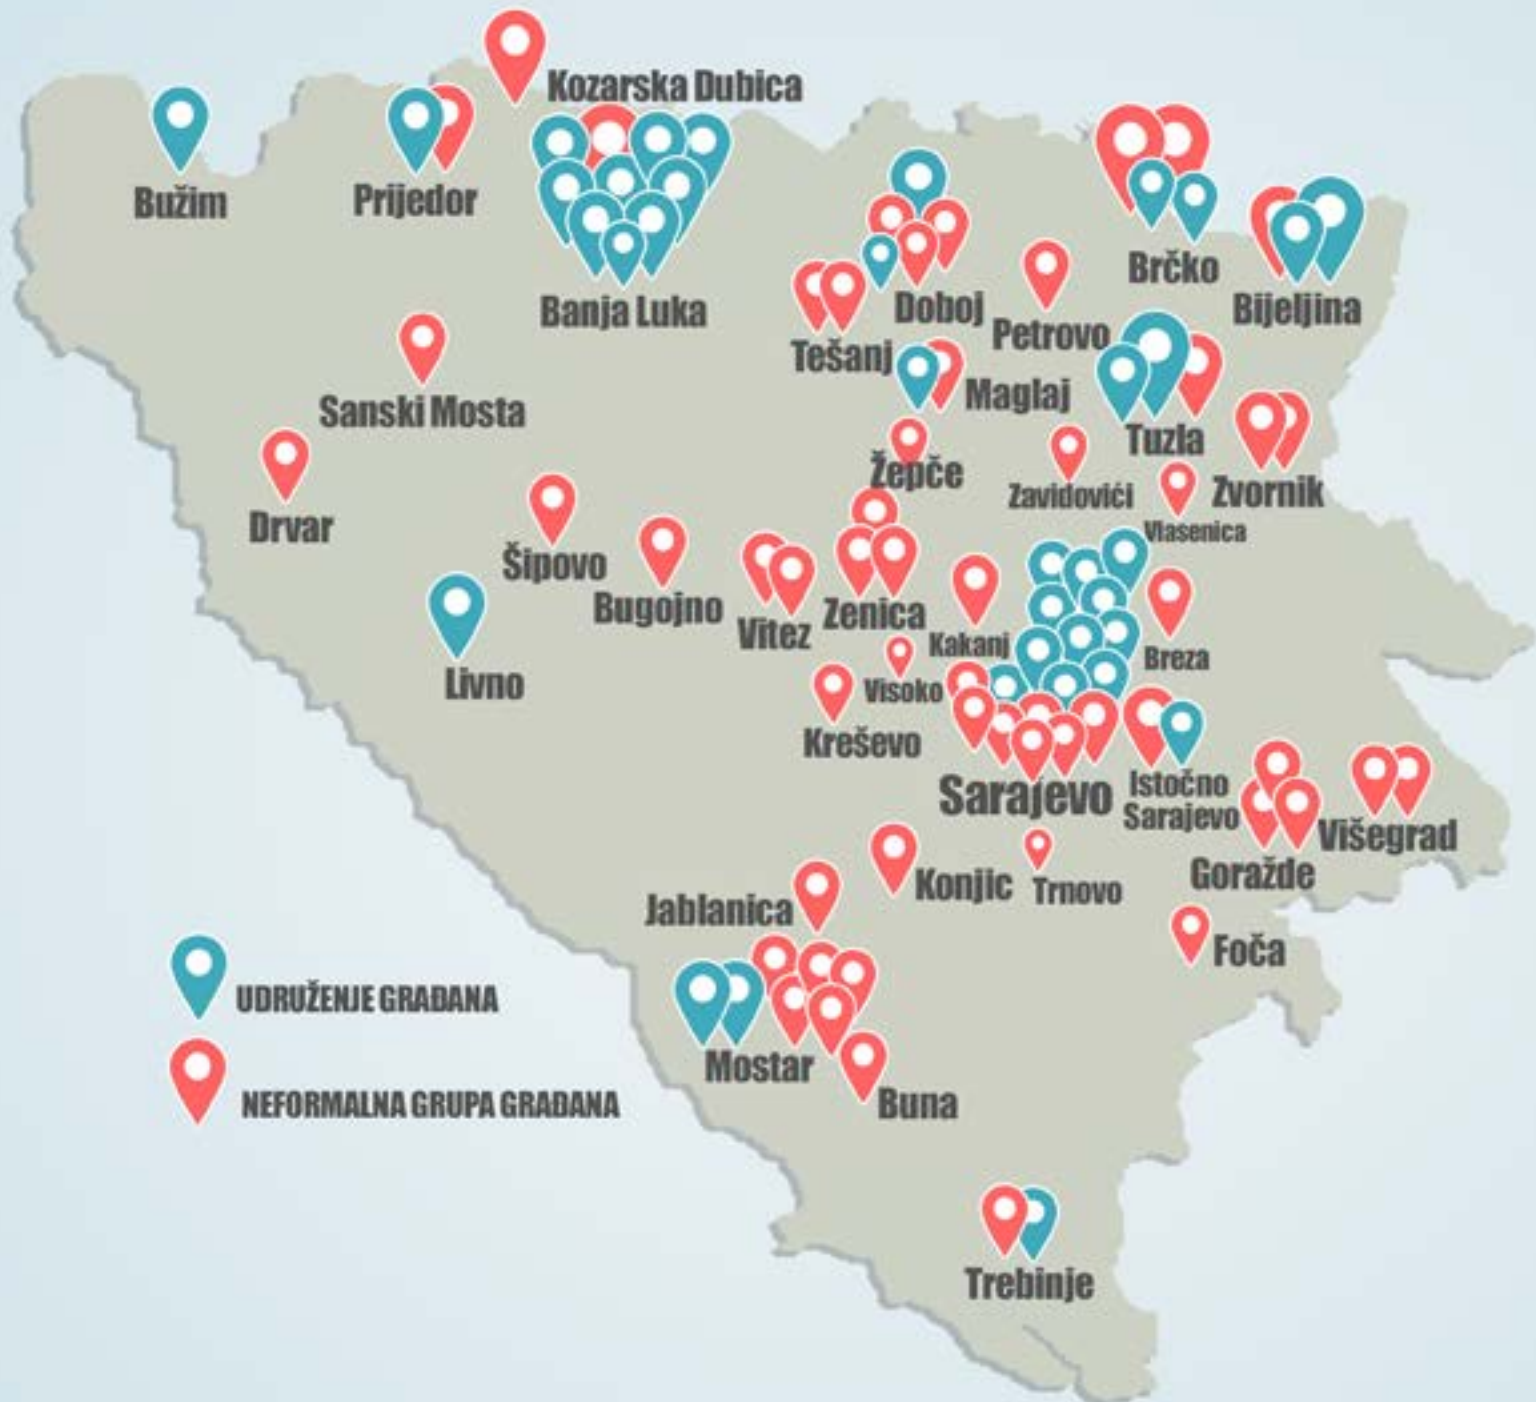 Kozarska Dubica
Bužim
Prijedor
Banja Luka
Doboj
Brčko
Bijeljina
Petrovo
Tešanj
Maglaj
Sanski Mosta
Tuzla
Žepče
Zavidovići
Zvornik
Vlasenica
Drvar
Šipovo
Bugojno
Vitez
Zenica
Kakanj
Breza
Livno
Visoko
Kreševo
Sarajevo
Istočno
Sarajevo
Višegrad
Goražde
Konjic
Trnovo
Jablanica
Foča
UDRUŽENJE GRAĐANA
Mostar
NEFORMALNA GRUPA GRAĐANA
Buna
Trebinje